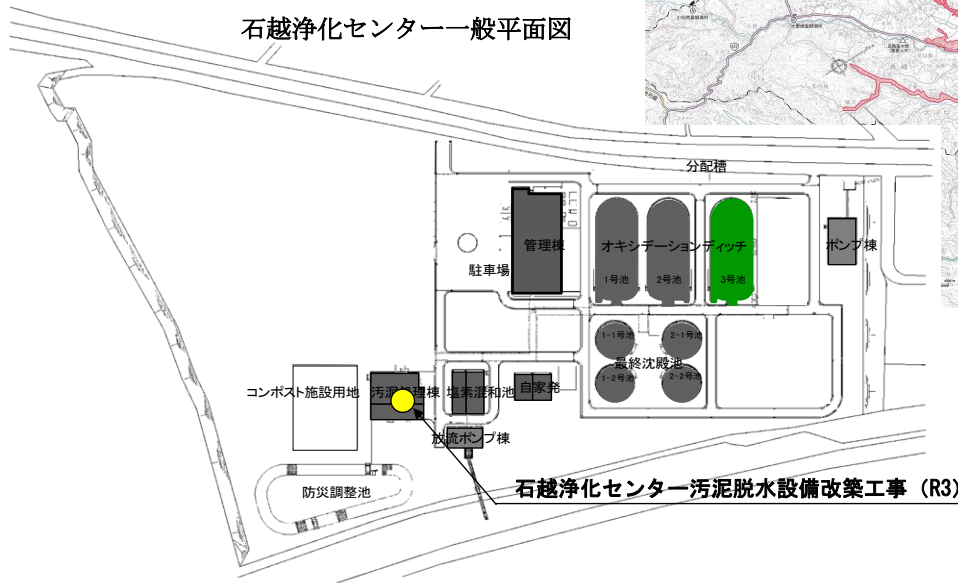 石越浄化センター一般平面図
分配槽
管理棟
オキシデーションディッチ
ポンプ棟
駐車場
1号池
2号池
3号池
1-1号池
2-1号池
最終沈殿池
1-2号池
2-2号池
コンポスト施設用地
汚泥処理棟
塩素混和池
自家発
放流ポンプ棟
防災調整池
石越浄化センター汚泥脱水設備改築工事（R3）